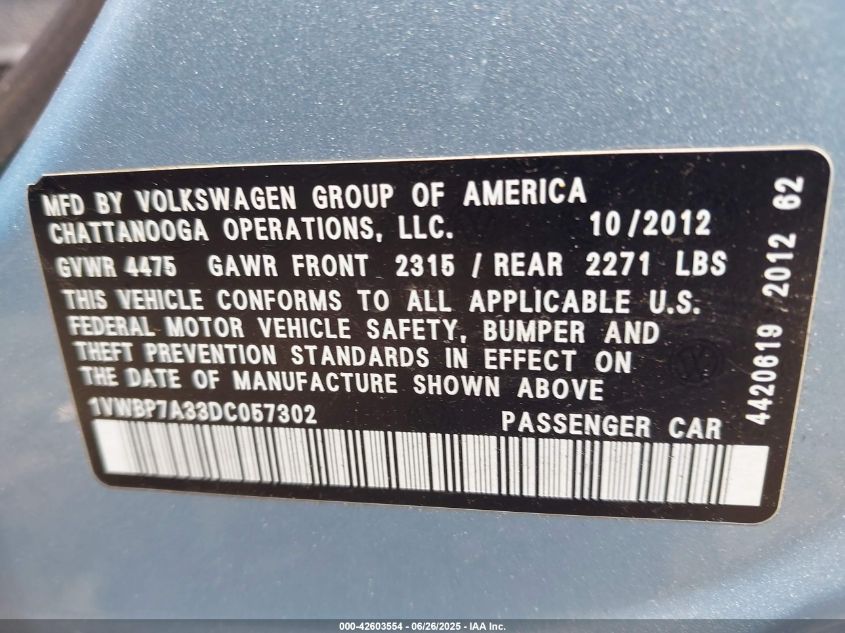 MFD BY VOLKSWAGEN GROUP OF AMERICA
CHATTANOOGA OPERATIONS, LLC. 10/2012
GVWR 4475 GAWR FRONT 2315 / REAR 2271 LBS
THIS VEHICLE CONFORMS TO ALL APPLICABLE U.S.
FEDERAL MOTOR VEHICLE SAFETY, BUMPER AND
THEFT PREVENTION STANDARDS IN EFFECT ON
THE DATE OF MANUFACTURE SHOWN ABOVE
1VWBP7A33DC057302 PASSENGER CAR
4420619 2012 62
000-42603554 / 06/26/2025 - IAA Inc.